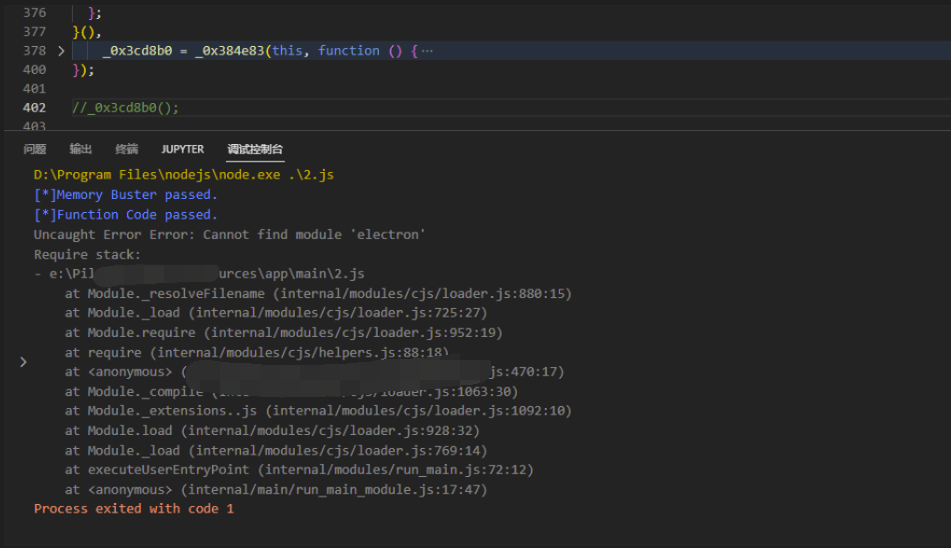 376 };
377 }(),
378 _0x3cd8b0 = _0x384e83(this, function () {⋯
400 });
401
402 //_0x3cd8b0();
403
问题 输出 终端 JUPYTER 调试控制台
D:\Program Files\nodejs\node.exe .\2.js
[*]Memory Buster passed.
[*]Function Code passed.
Uncaught Error Error: Cannot find module 'electron'
Require stack:
- e:\Pil urces\app\main\2.js
at Module._resolveFilename (internal/modules/cjs/loader.js:880:15)
at Module._load (internal/modules/cjs/loader.js:725:27)
at Module.require (internal/modules/cjs/loader.js:952:19)
at require (internal/modules/cjs/helpers.js:88:18)
at <anonymous> ( js:470:17)
at Module._compile ( cjs/loader.js:1063:30)
at Module._extensions..js (internal/modules/cjs/loader.js:1092:10)
at Module.load (internal/modules/cjs/loader.js:928:32)
at Module._load (internal/modules/cjs/loader.js:769:14)
at executeUserEntryPoint (internal/modules/run_main.js:72:12)
at <anonymous> (internal/main/run_main_module.js:17:47)
Process exited with code 1